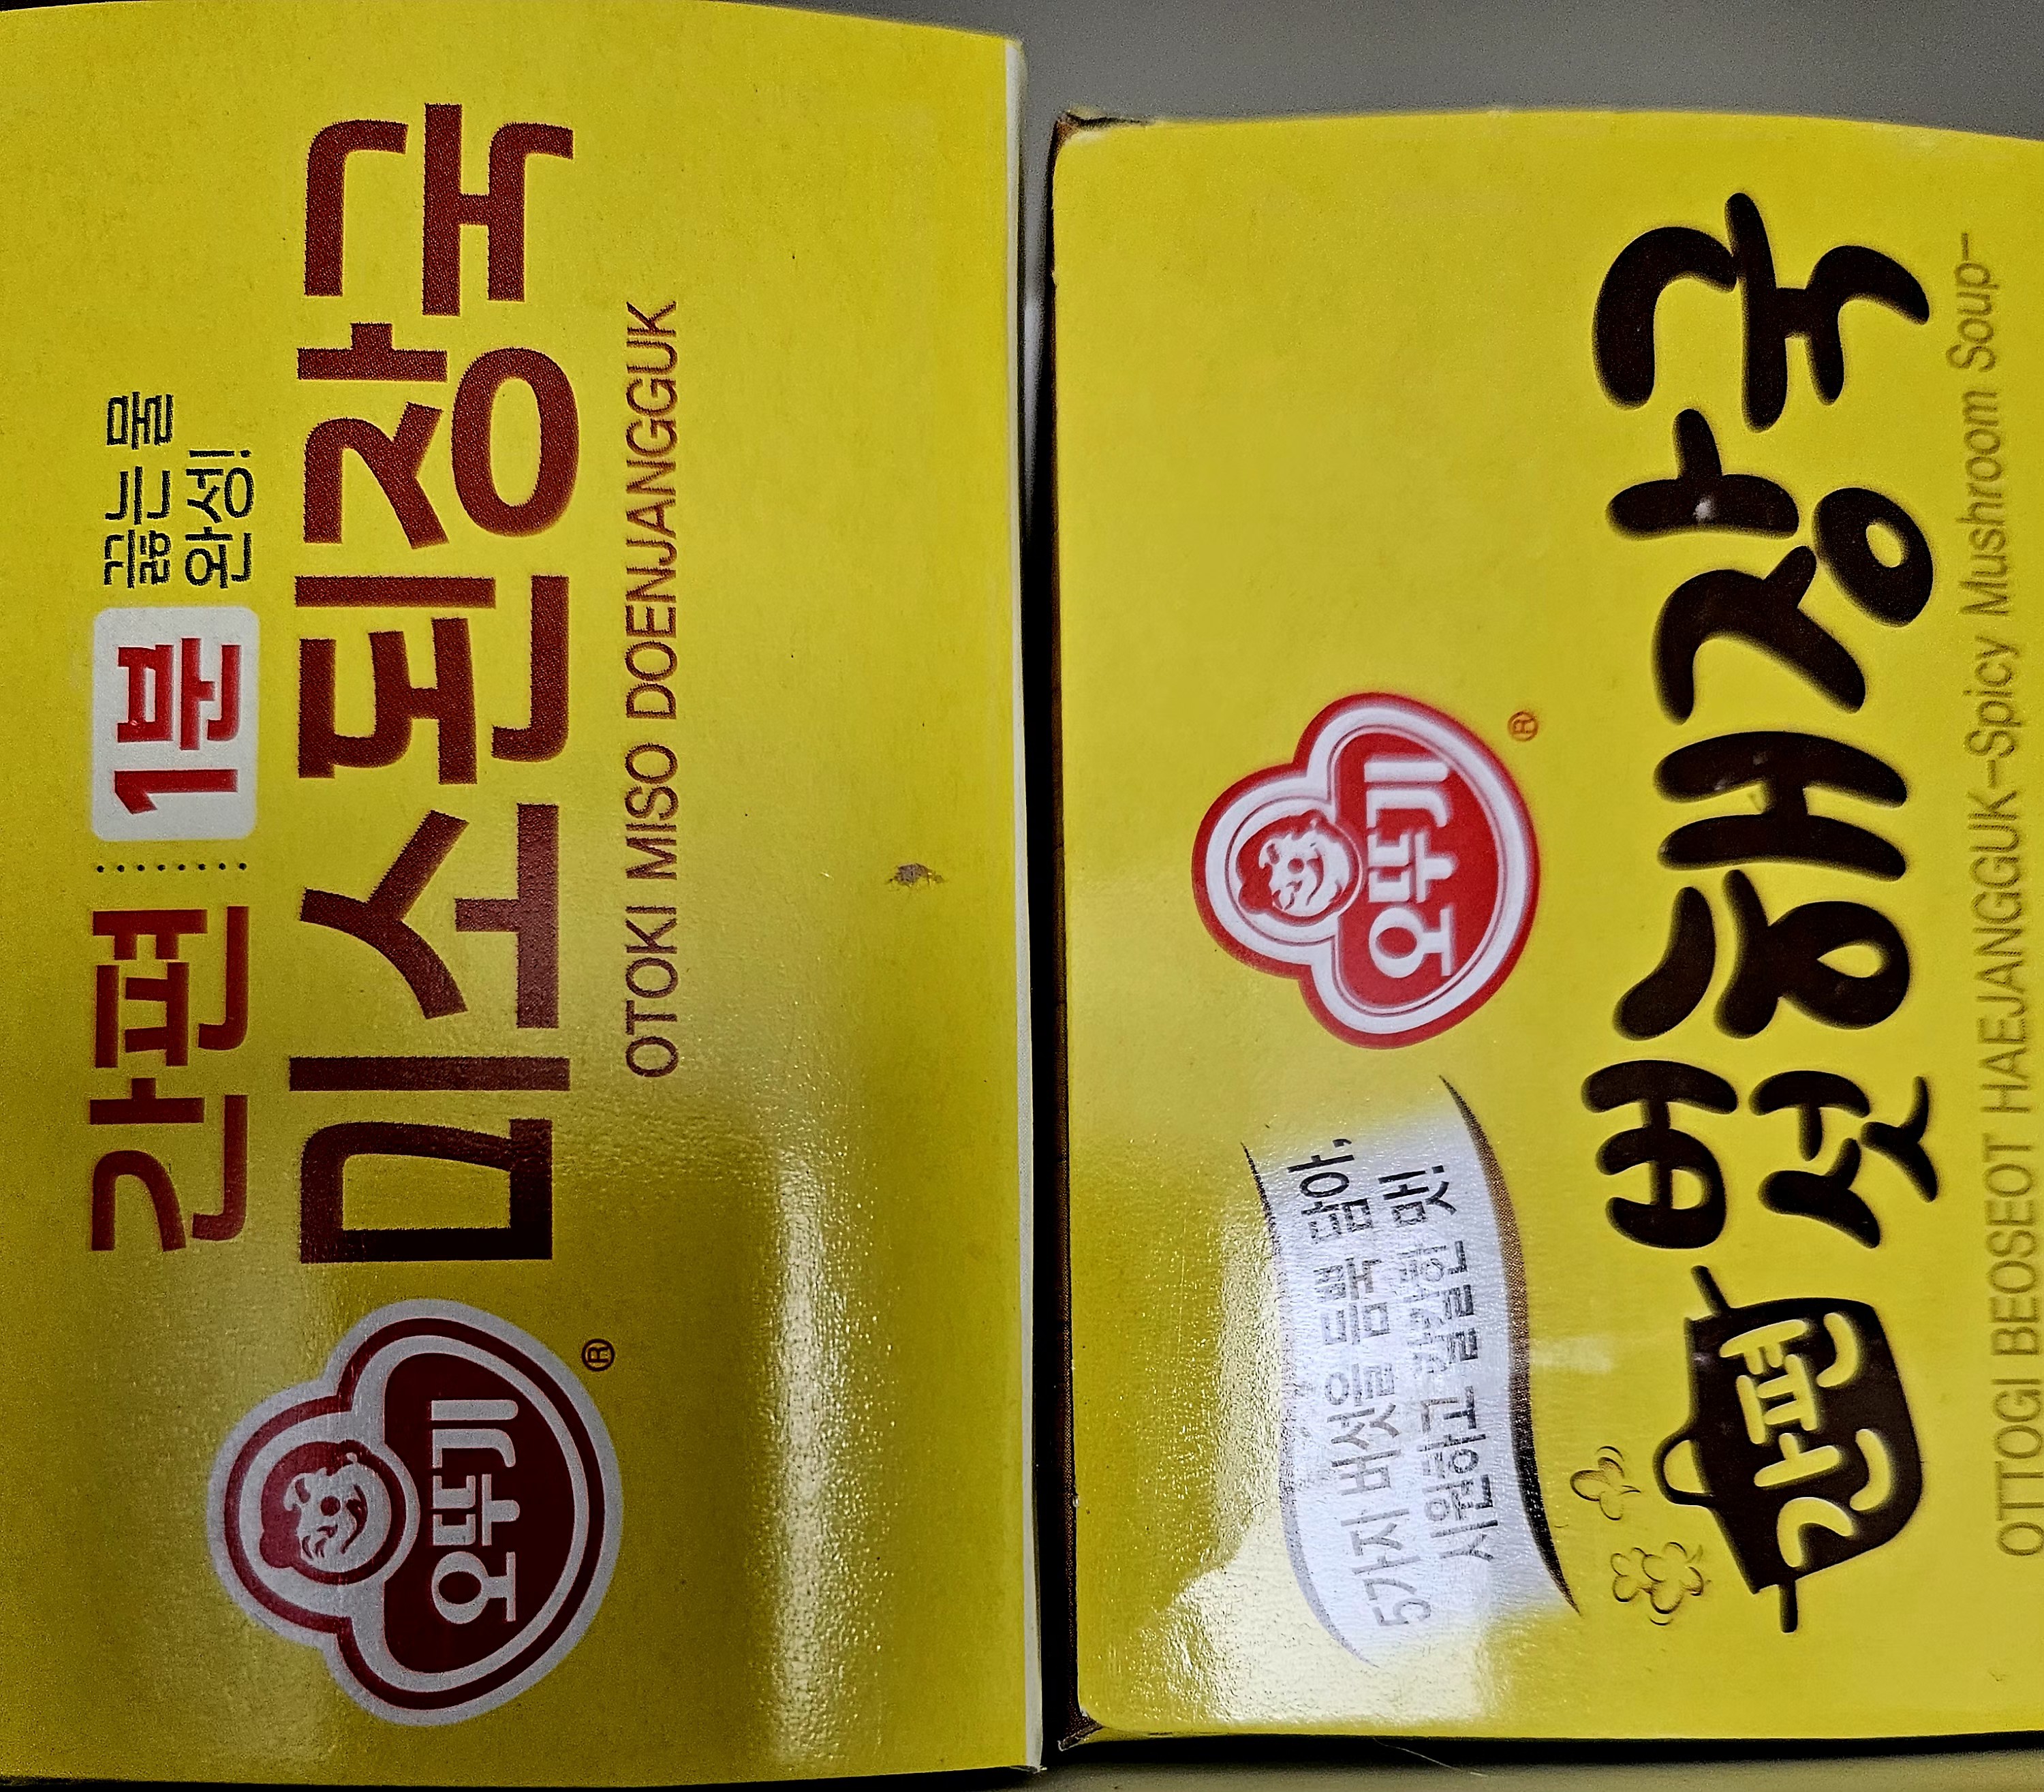 간편 1분 끓는 물
완성!
미소된장국
OTOKI MISO DOENJANGGUK
오뚜기
®
오뚜기
®
5가지 버섯을 듬뿍 담아,
시원하고 깔끔한 맛!
간편 버섯해장국
OTTOGI BEOSEOT HAEJANGGUK-Spicy Mushroom Soup-